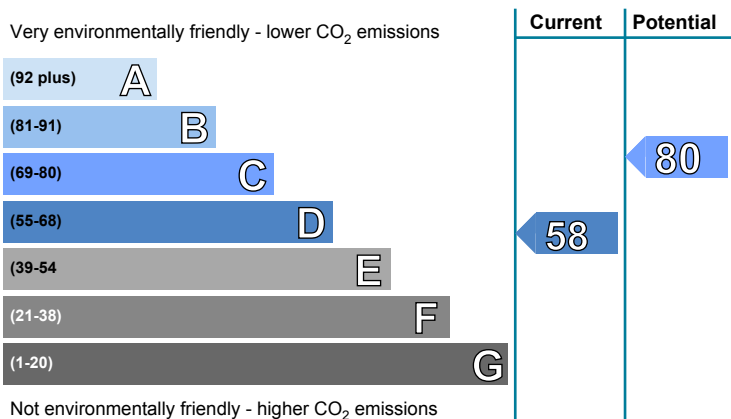 Very environmentally friendly - lower CO2 emissions
Current
Potential
(92 plus) A
(81-91) B
(69-80) C
80
(55-68) D
58
(39-54 E
(21-38) F
(1-20) G
Not environmentally friendly - higher CO2 emissions